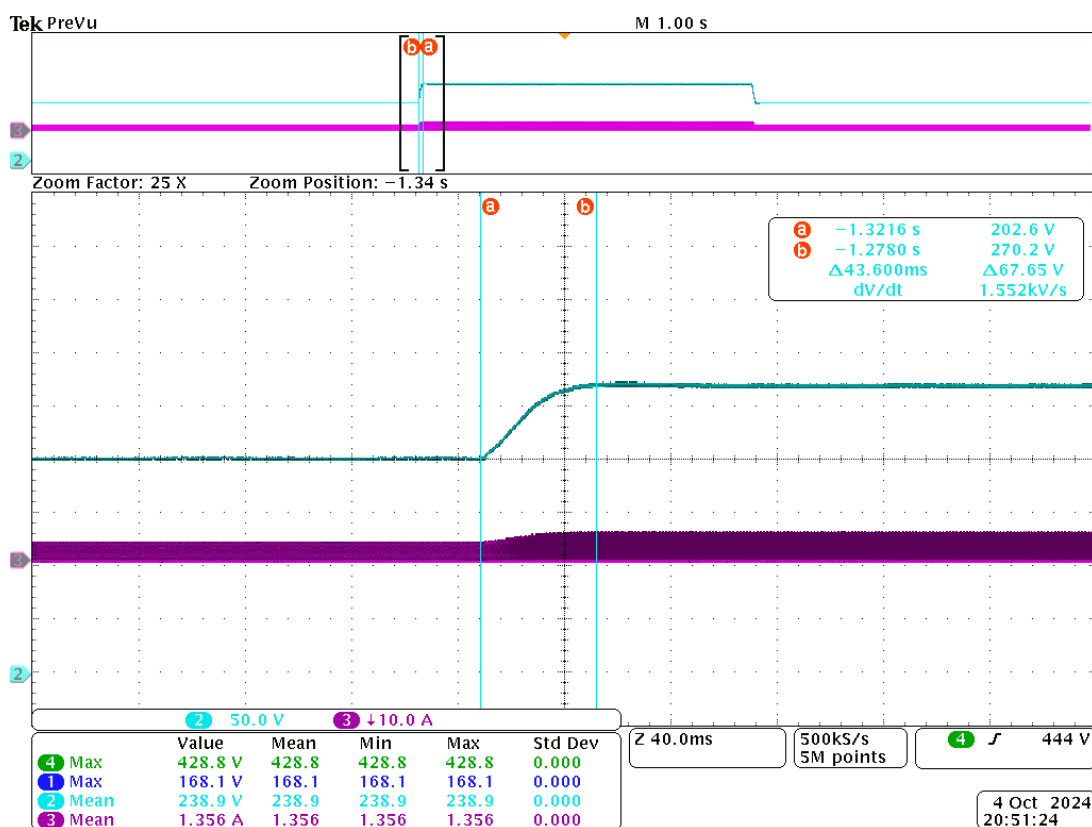 Tek PreVu M 1.00 s
b a
3
2
Zoom Factor: 25 X Zoom Position: −1.34 s
a b
a −1.3216 s 202.6 V
b −1.2780 s 270.2 V
Δ43.600ms Δ67.65 V
dV/dt 1.552kV/s
3
2
2 50.0 V 3 ↓10.0 A
Value Mean Min Max Std Dev
4 Max 428.8 V 428.8 428.8 428.8 0.000
1 Max 168.1 V 168.1 168.1 168.1 0.000
2 Mean 238.9 V 238.9 238.9 238.9 0.000
3 Mean 1.356 A 1.356 1.356 1.356 0.000
Z 40.0ms
500kS/s
5M points
4 444 V
4 Oct 2024
20:51:24